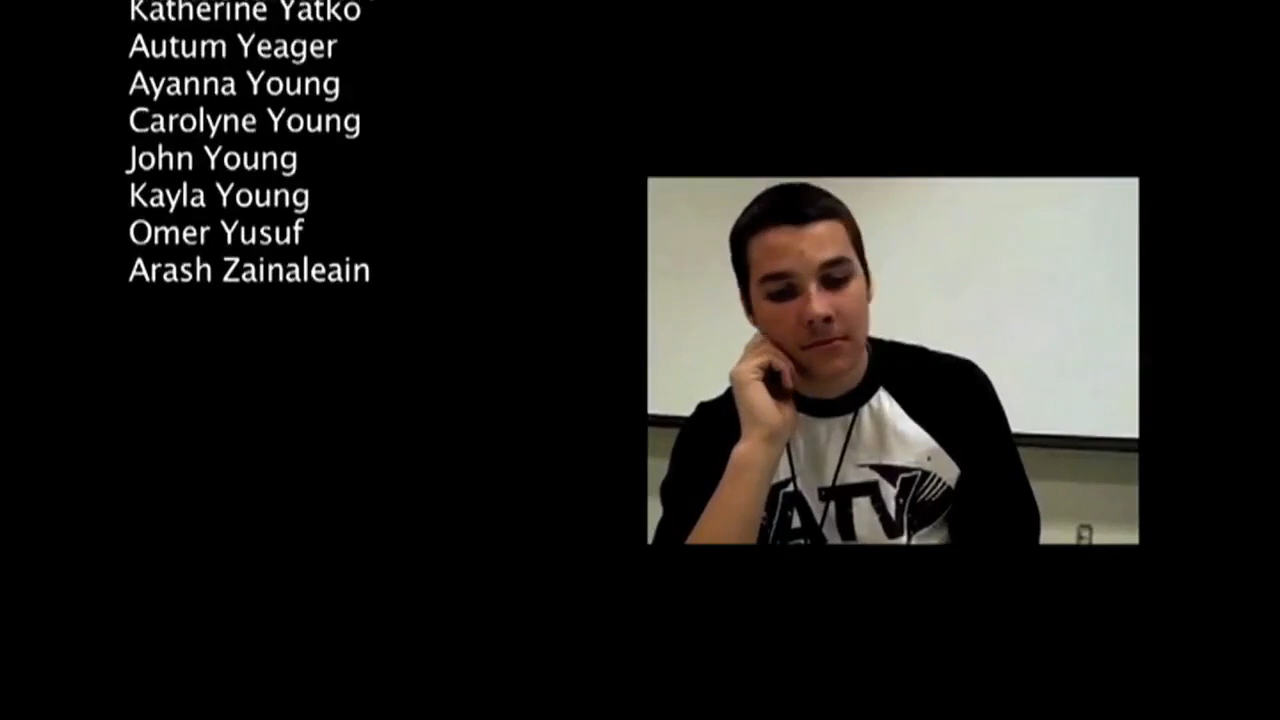 Katherine Yatko
Autum Yeager
Ayanna Young
Carolyne Young
John Young
Kayla Young
Omer Yusuf
Arash Zainaleain
ATV